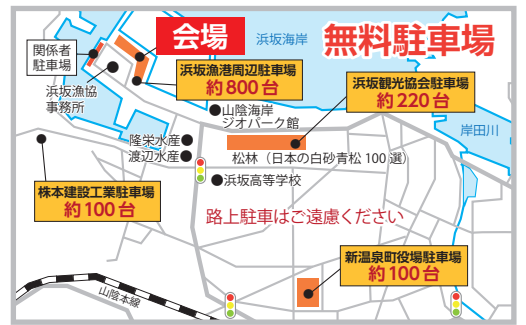 会場
浜坂海岸
無料駐車場
関係者
駐車場
浜坂漁港周辺駐車場
約800台
浜坂観光協会駐車場
約220台
浜坂漁協
事務所
山陰海岸
ジオパーク館
岸田川
隆栄水産
渡辺水産
松林（日本の白砂青松100選）
浜坂高等学校
株本建設工業駐車場
約100台
路上駐車はご遠慮ください
新温泉町役場駐車場
約100台
山陰本線